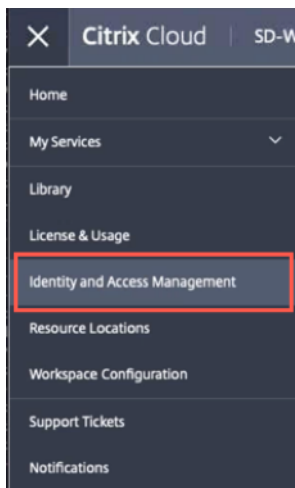 Citrix Cloud SD-W
Home
My Services
Library
License & Usage
Identity and Access Management
Resource Locations
Workspace Configuration
Support Tickets
Notifications